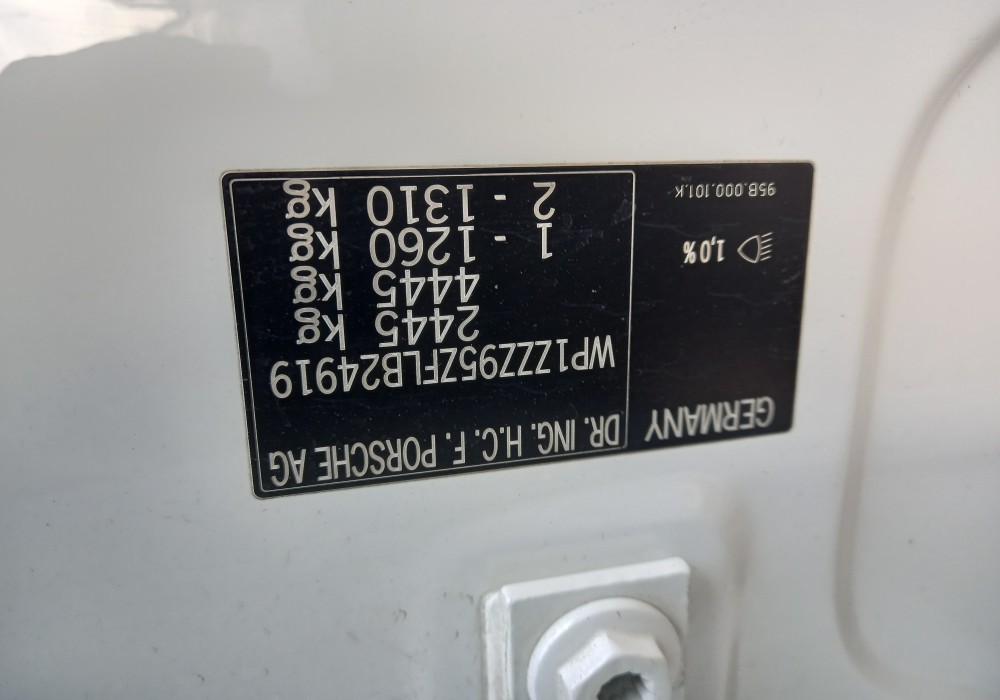 DR. ING. H.C. F. PORSCHE AG
WP1ZZZ95ZFLB24919
2445 kg
4445 kg
1 - 1260 kg
2 - 1310 kg
GERMANY
1,0%
95B.000.101.K